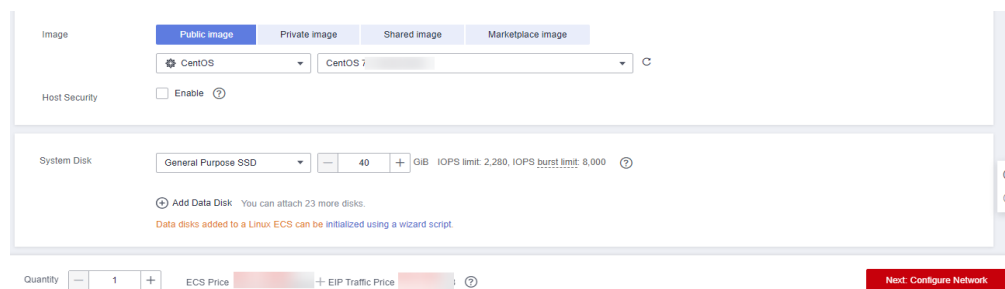 Image Public image Private image Shared image Marketplace image
CentOS CentOS 7
Host Security Enable ?
System Disk General Purpose SSD — 40 + GiB IOPS limit: 2,280, IOPS burst limit: 8,000 ?
+ Add Data Disk You can attach 23 more disks.
Data disks added to a Linux ECS can be initialized using a wizard script.
Quantity — 1 + ECS Price + EIP Traffic Price ? Next: Configure Network